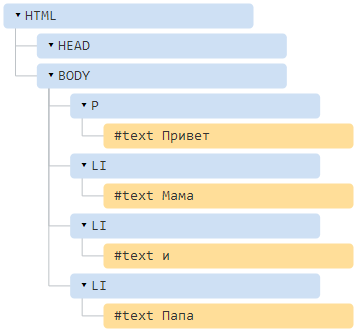 HTML
HEAD
BODY
P
#text Привет
LI
#text Мама
LI
#text и
LI
#text Папа